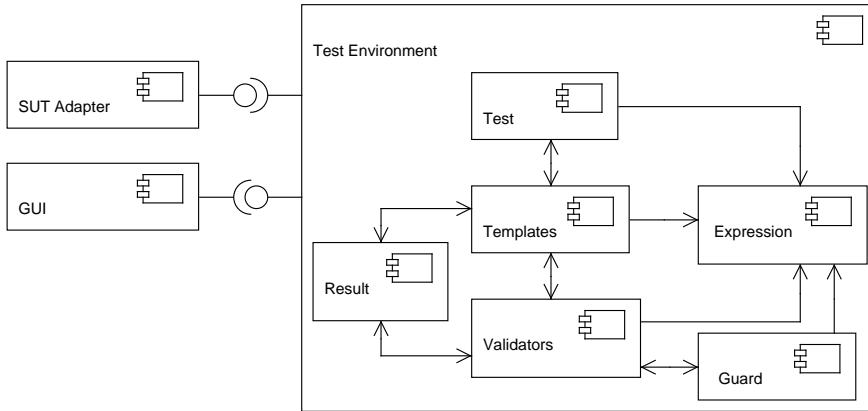 Test Environment
SUT Adapter
Test
GUI
Templates
Expression
Result
Validators
Guard